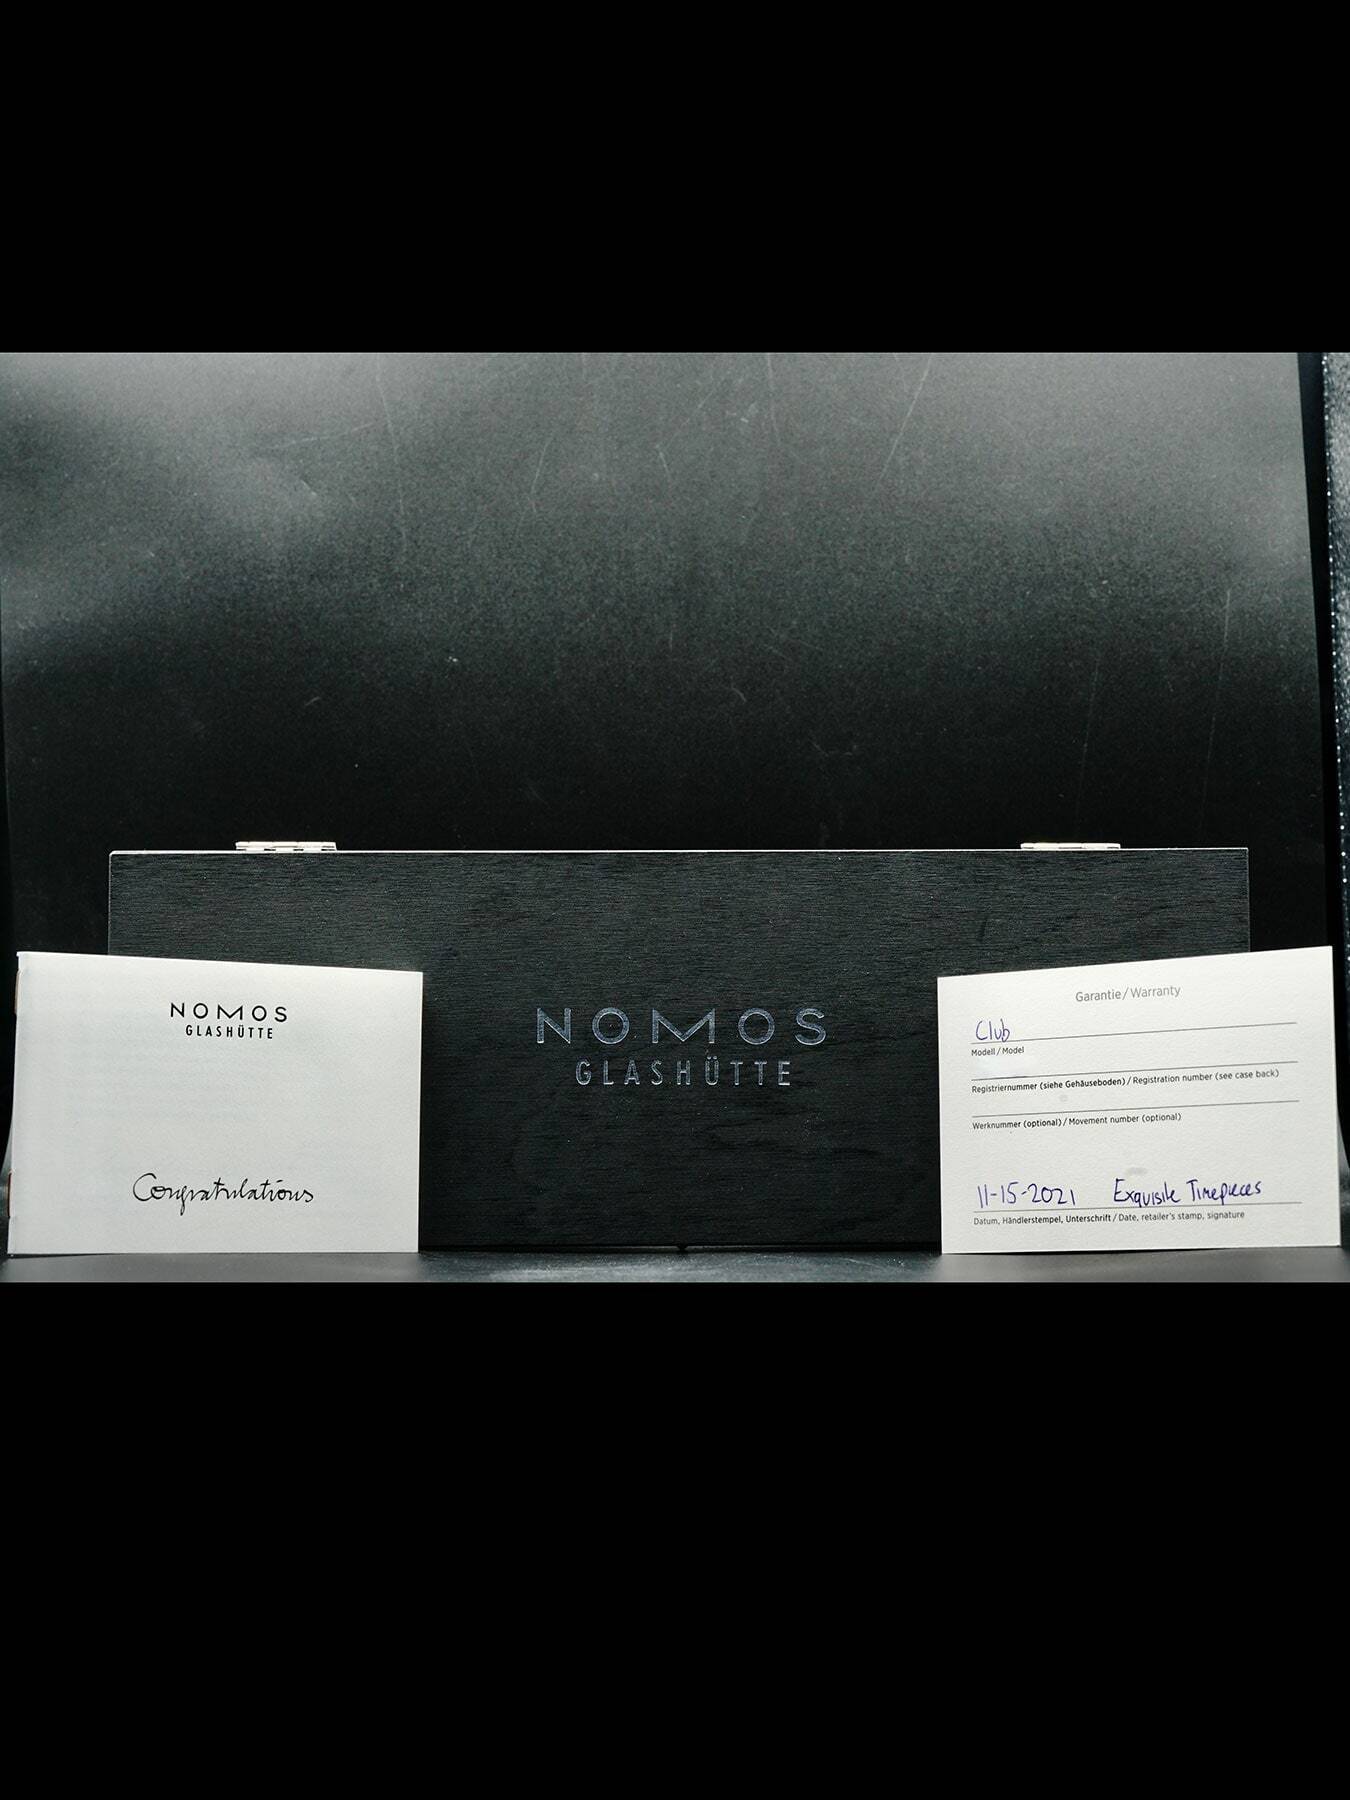 NOMOS
GLASHÜTTE
Congratulations
NOMOS
GLASHÜTTE
Garantie/Warranty
Club
Modell/Model
Registriernummer (siehe Gehäuseboden)/Registration number (see case back)
Werknummer (optional)/Movement number (optional)
11-15-2021 Exquisite Timepieces
Datum, Händlerstempel, Unterschrift/Date, retailer's stamp, signature